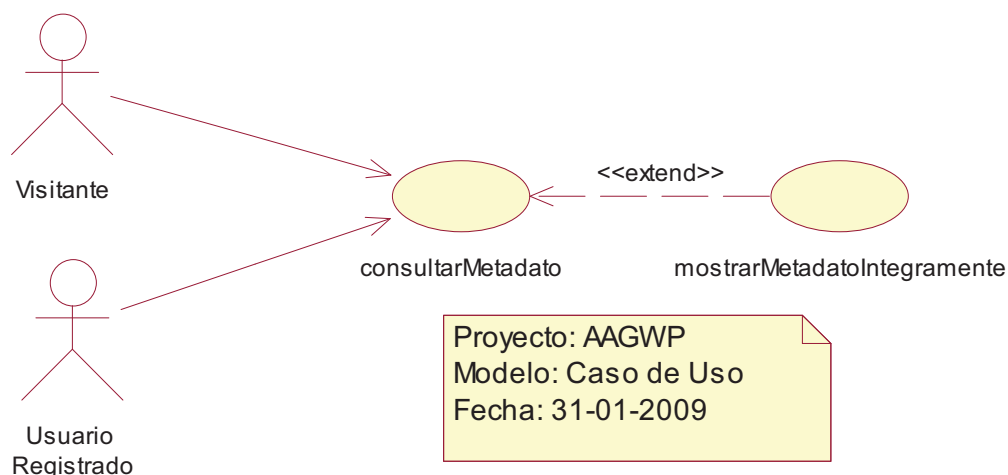 Visitante
<<extend>>
consultarMetadato
mostrarMetadatoIntegramente
Proyecto: AAGWP
Modelo: Caso de Uso
Fecha: 31-01-2009
Usuario
Registrado